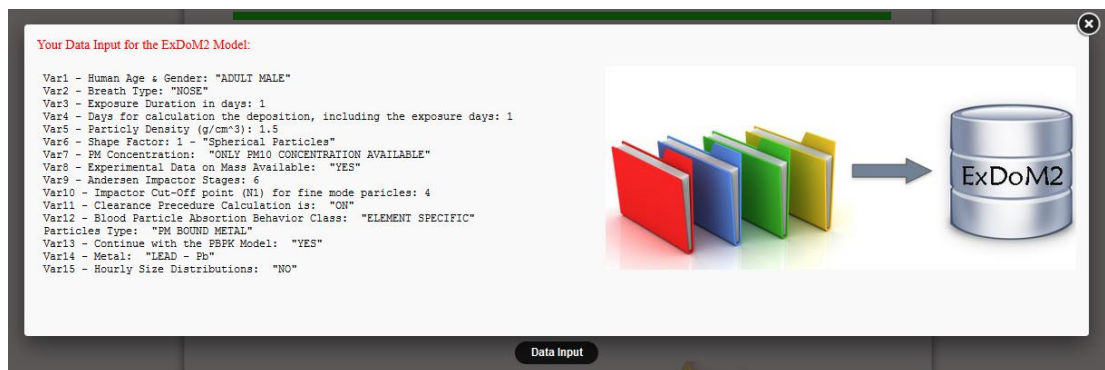 Your Data Input for the ExDoM2 Model:
Var1 - Human Age & Gender: "ADULT MALE"
Var2 - Breath Type: "NOSE"
Var3 - Exposure Duration in days: 1
Var4 - Days for calculation the deposition, including the exposure days: 1
Var5 - Particly Density (g/cm^3): 1.5
Var6 - Shape Factor: 1 - "Spherical Particles"
Var7 - PM Concentration:  "ONLY PM10 CONCENTRATION AVAILABLE"
Var8 - Experimental Data on Mass Available:  "YES"
Var9 - Andersen Impactor Stages: 6
Var10 - Impactor Cut-Off point (N1) for fine mode paricles: 4
Var11 - Clearance Precedure Calculation is:  "ON"
Var12 - Blood Particle Absortion Behavior Class:  "ELEMENT SPECIFIC"
Particles Type:  "PM BOUND METAL"
Var13 - Continue with the PBPK Model:  "YES"
Var14 - Metal:  "LEAD - Pb"
Var15 - Hourly Size Distributions:  "NO"
ExDoM2
Data Input